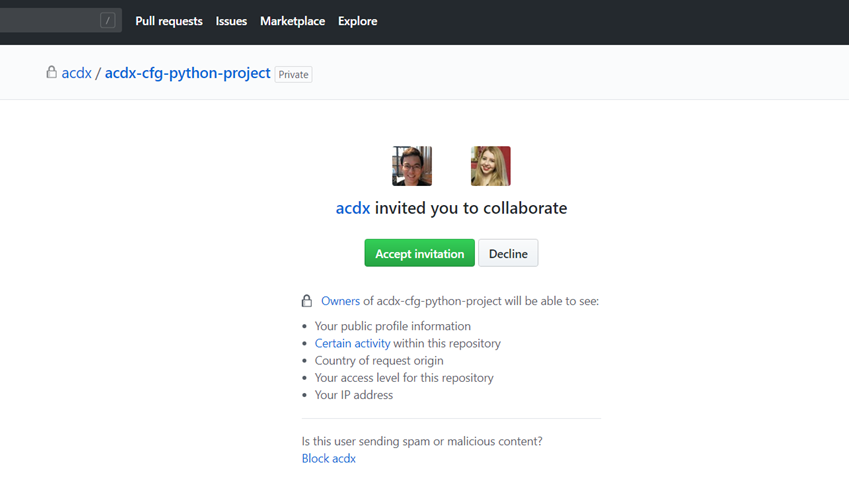 / Pull requests Issues Marketplace Explore
acdx / acdx-cfg-python-project Private
acdx invited you to collaborate
Accept invitation Decline
Owners of acdx-cfg-python-project will be able to see:
• Your public profile information
• Certain activity within this repository
• Country of request origin
• Your access level for this repository
• Your IP address
Is this user sending spam or malicious content?
Block acdx